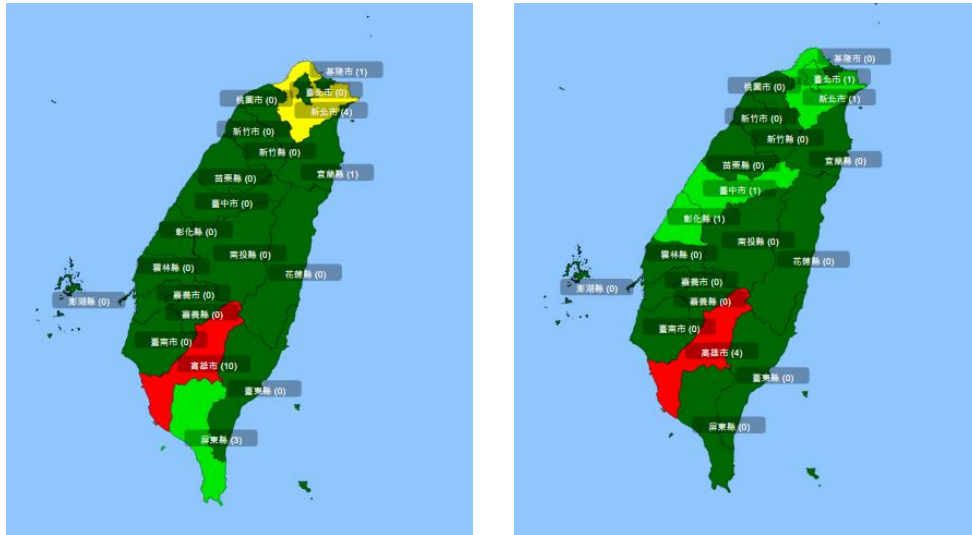 基隆市 (1)
臺北市 (0)
桃園市 (0)
新北市 (4)
新竹市 (0)
新竹縣 (0)
宜蘭縣 (1)
苗栗縣 (0)
臺中市 (0)
彰化縣 (0)
南投縣 (0)
雲林縣 (0)
花蓮縣 (0)
嘉義市 (0)
澎湖縣 (0)
嘉義縣 (0)
臺南市 (0)
高雄市 (10)
臺東縣 (0)
屏東縣 (3)
基隆市 (0)
臺北市 (1)
桃園市 (0)
新北市 (1)
新竹市 (0)
新竹縣 (0)
宜蘭縣 (0)
苗栗縣 (0)
臺中市 (1)
彰化縣 (1)
南投縣 (0)
雲林縣 (0)
花蓮縣 (0)
嘉義市 (0)
澎湖縣 (0)
嘉義縣 (0)
臺南市 (0)
高雄市 (4)
臺東縣 (0)
屏東縣 (0)